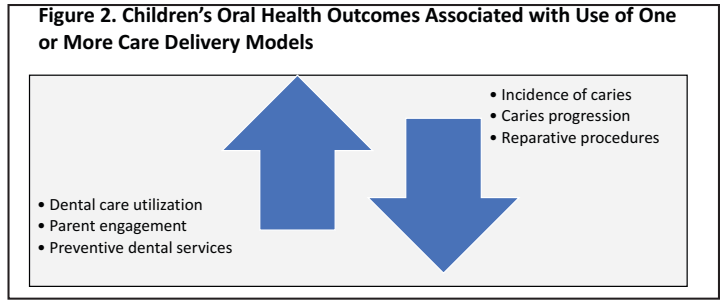 Figure 2. Children’s Oral Health Outcomes Associated with Use of One
or More Care Delivery Models
• Incidence of caries
• Caries progression
• Reparative procedures
• Dental care utilization
• Parent engagement
• Preventive dental services